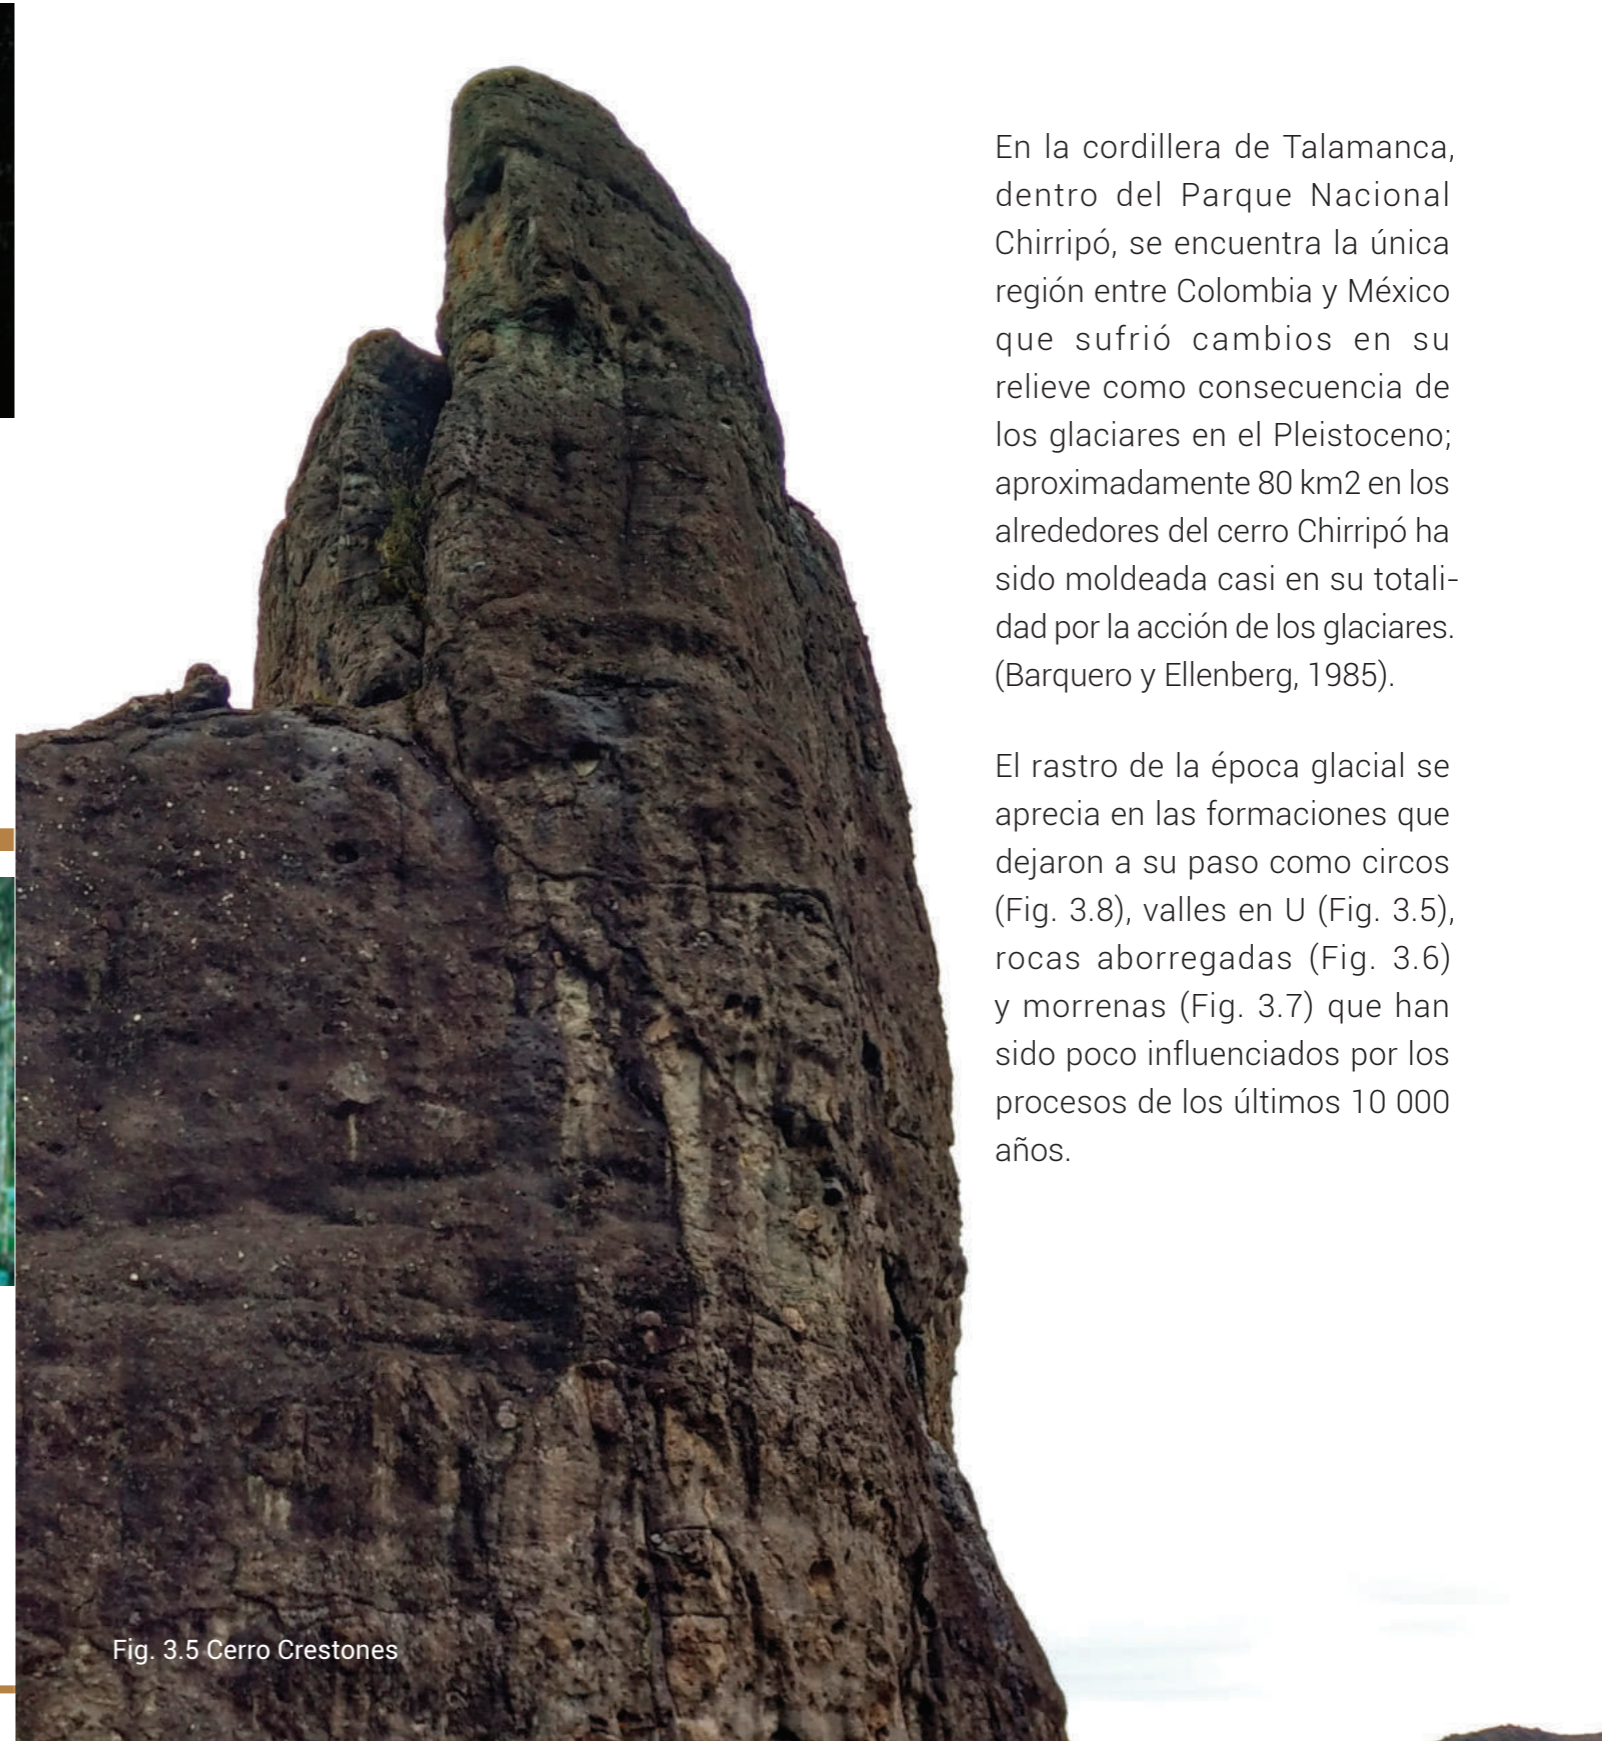 En la cordillera de Talamanca,
dentro del Parque Nacional
Chirripó, se encuentra la única
región entre Colombia y México
que sufrió cambios en su
relieve como consecuencia de
los glaciares en el Pleistoceno;
aproximadamente 80 km2 en los
alrededores del cerro Chirripó ha
sido moldeada casi en su totali-
dad por la acción de los glaciares.
(Barquero y Ellenberg, 1985).
El rastro de la época glacial se
aprecia en las formaciones que
dejaron a su paso como circos
(Fig. 3.8), valles en U (Fig. 3.5),
rocas aborregadas (Fig. 3.6)
y morrenas (Fig. 3.7) que han
sido poco influenciados por los
procesos de los últimos 10 000
años.
Fig. 3.5 Cerro Crestones